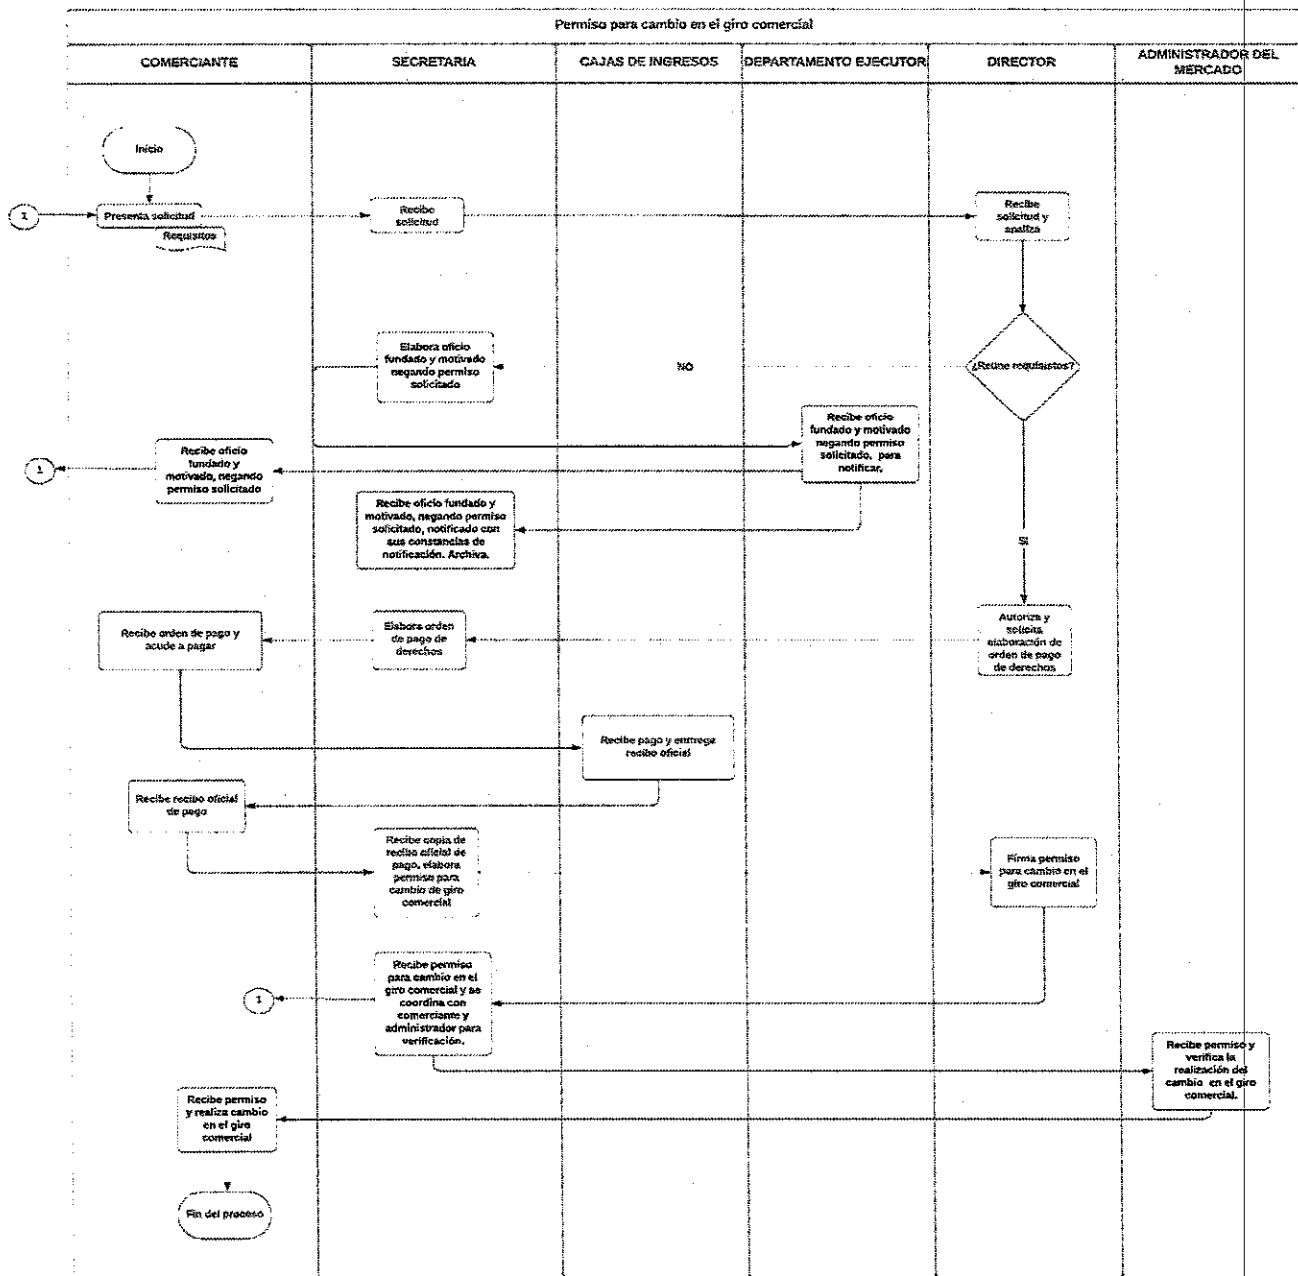 Permiso para cambio en el giro comercial
COMERCIANTE
SECRETARIA
CAJAS DE INGRESOS
DEPARTAMENTO EJECUTOR
DIRECTOR
ADMINISTRADOR DEL
MERCADO
Inicio
1
Presenta solicitud
Requisitos
Recibe
solicitud
Recibe
solicitud y
analiza
Elabora oficio
fundado y motivado
negando permiso
solicitado
NO
¿Reúne requisistos?
Recibe oficio
fundado y motivado
negando permiso
solicitado, para
notificar.
1
Recibe oficio
fundado y
motivado, negando
permiso solicitado
Recibe oficio fundado y
motivado, negando permiso
solicitado, notificado con
sus constancias de
notificación. Archiva.
SI
Recibe orden de pago y
acude a pagar
Elabora orden
de pago de
derechos
Autoriza y
solicita
elaboración de
orden de pago
de derechos
Recibe pago y entrega
recibo oficial
Recibe recibo oficial
de pago
Recibe copia de
recibo oficial de
pago, elabora
permiso para
cambio de giro
comercial
Firma permiso
para cambio en el
giro comercial
1
Recibe permiso
para cambio en el
giro comercial y se
coordina con
comerciante y
administrador para
verificación.
Recibe permiso y
verifica la
realización del
cambio en el giro
comercial.
Recibe permiso
y realiza cambio
en el giro
comercial
Fin del proceso